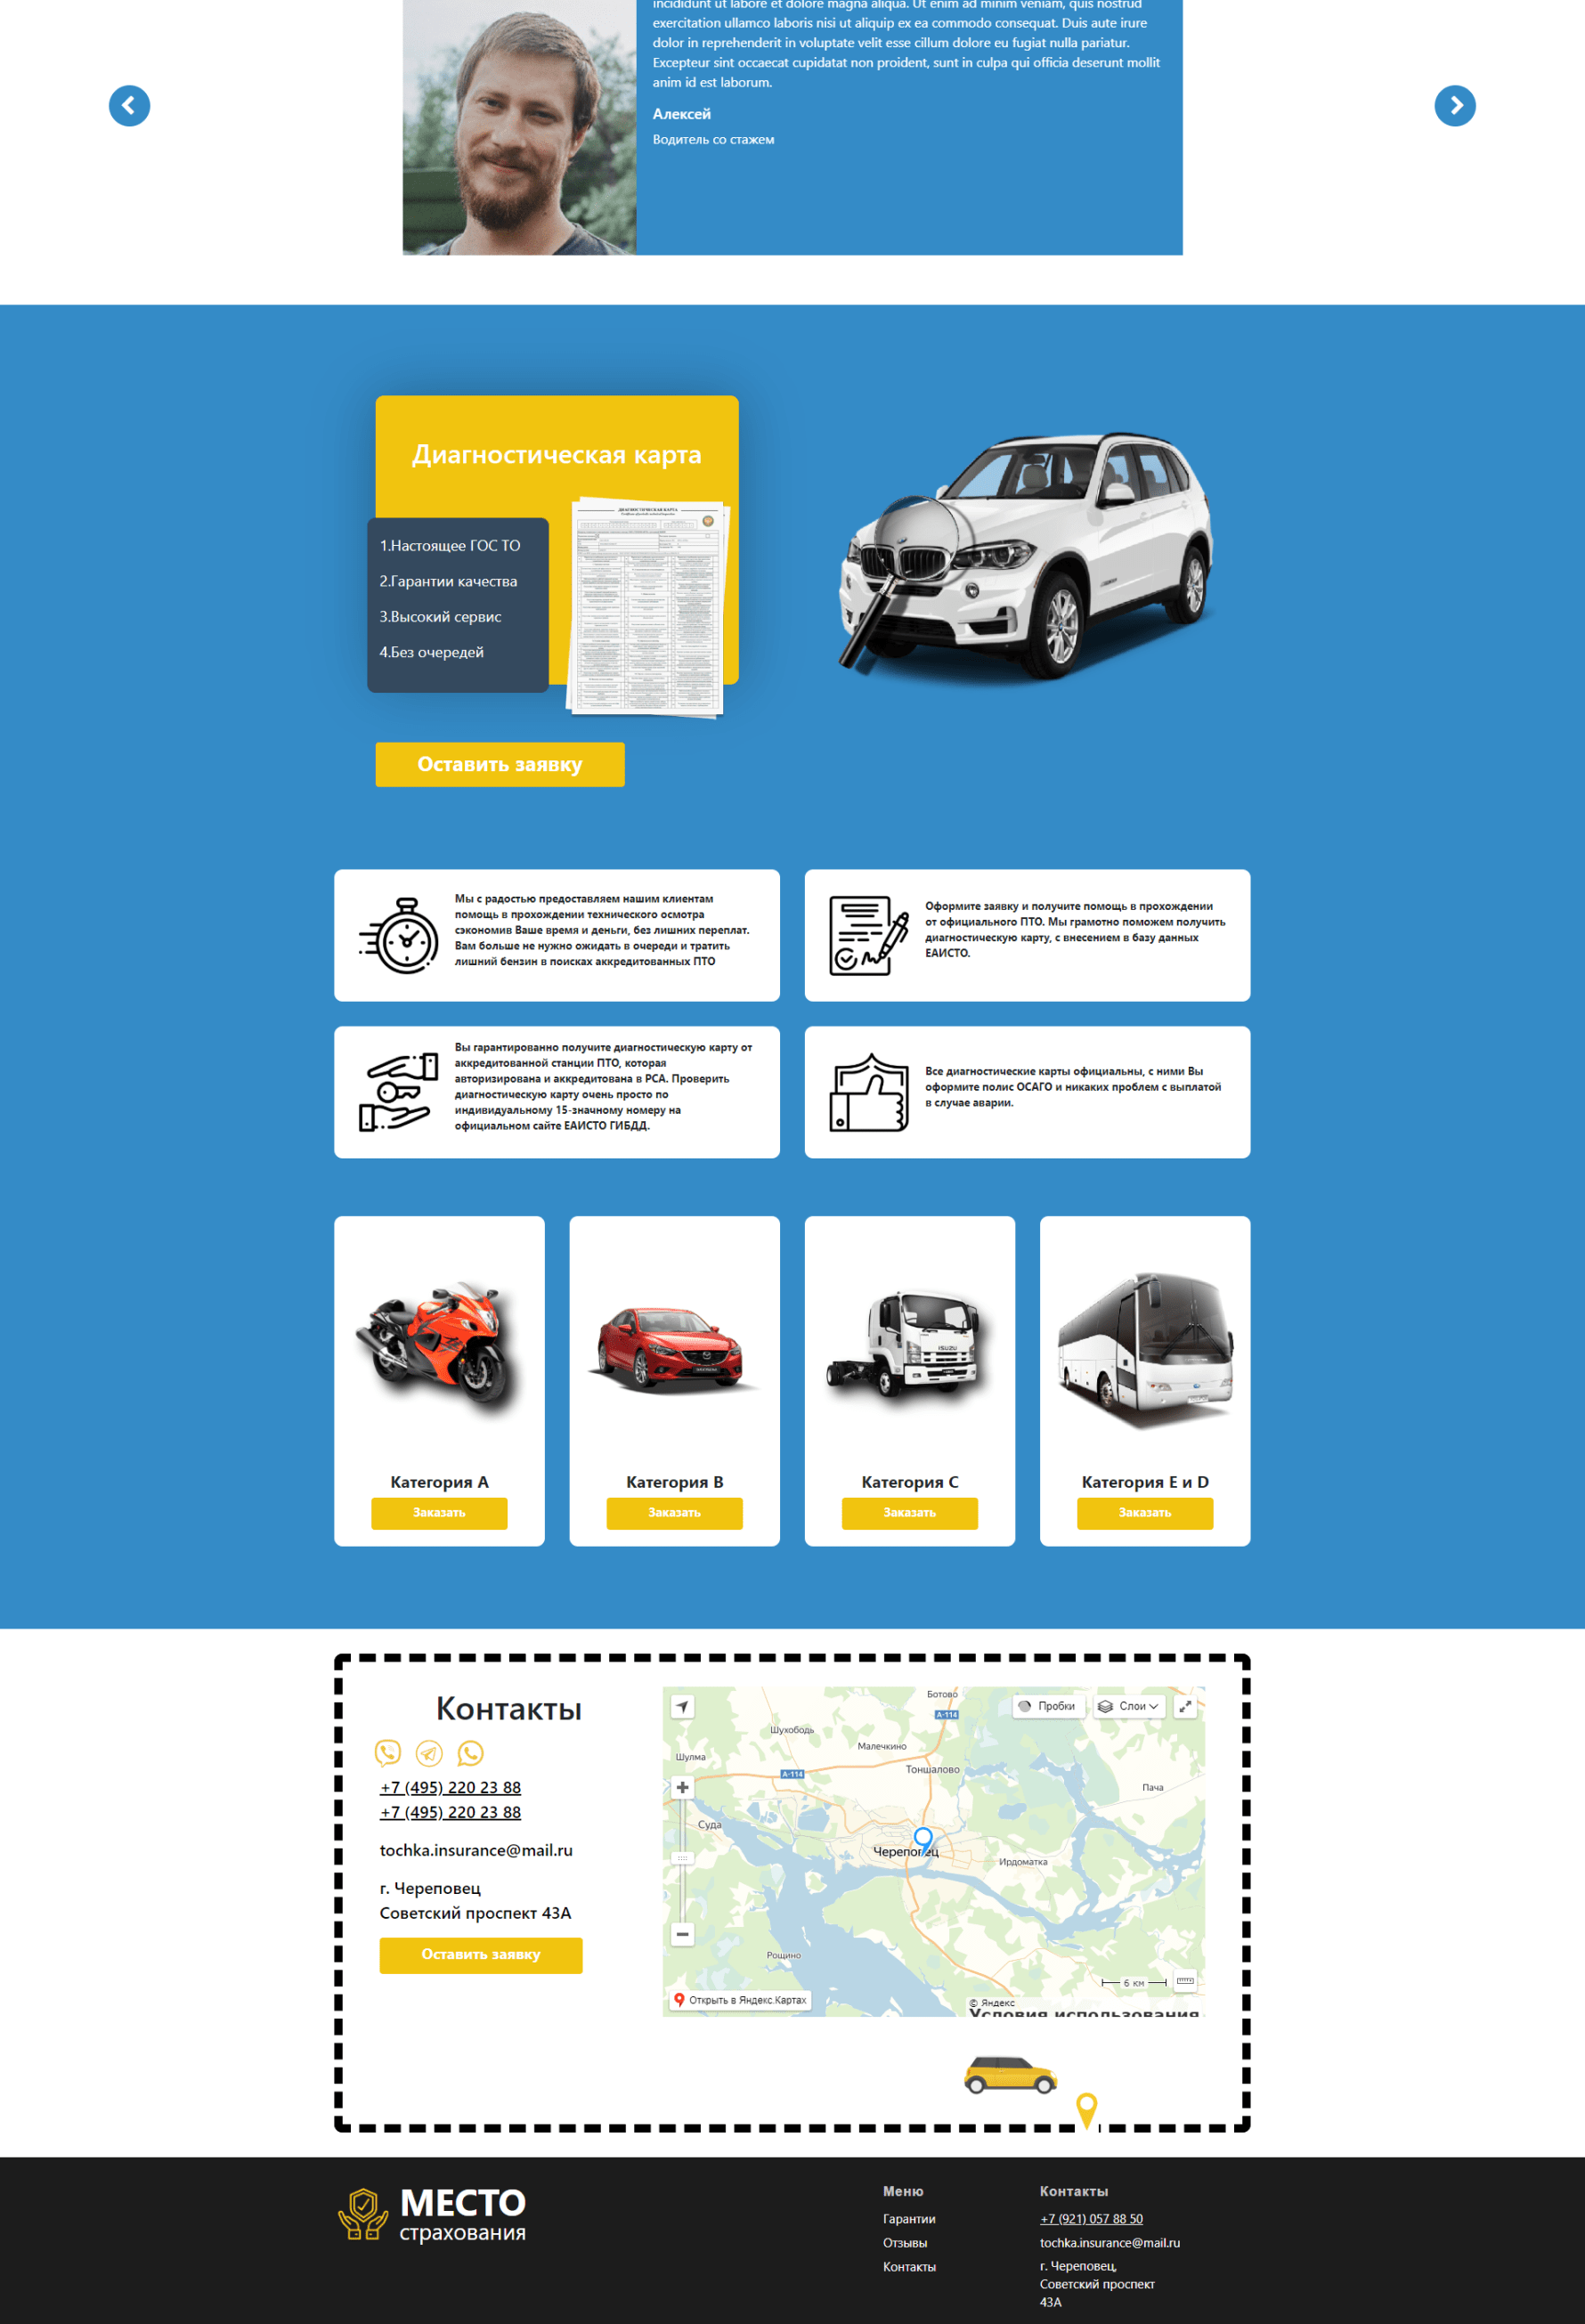 incididunt ut labore et dolore magna aliqua. Ut enim ad minim veniam, quis nostrud
exercitation ullamco laboris nisi ut aliquip ex ea commodo consequat. Duis aute irure
dolor in reprehenderit in voluptate velit esse cillum dolore eu fugiat nulla pariatur.
Excepteur sint occaecat cupidatat non proident, sunt in culpa qui officia deserunt mollit
anim id est laborum.
Алексей
Водитель со стажем
Диагностическая карта
ДИАГНОСТИЧЕСКАЯ КАРТА
1.Настоящее ГОС ТО
2.Гарантии качества
3.Высокий сервис
4.Без очередей
Оставить заявку
Мы с радостью предоставляем нашим клиентам
помощь в прохождении технического осмотра
сэкономив Ваше время и деньги, без лишних переплат.
Вам больше не нужно ожидать в очереди и тратить
лишний бензин в поисках аккредитованных ПТО
Оформите заявку и получите помощь в прохождении
от официального ПТО. Мы грамотно поможем получить
диагностическую карту, с внесением в базу данных
ЕАИСТО.
Вы гарантированно получите диагностическую карту от
аккредитованной станции ПТО, которая
авторизирована и аккредитована в РСА. Проверить
диагностическую карту очень просто по
индивидуальному 15-значному номеру на
официальном сайте ЕАИСТО ГИБДД.
Все диагностические карты официальны, с ними Вы
оформите полис ОСАГО и никаких проблем с выплатой
в случае аварии.
ISUZU
Категория А
Заказать
Категория В
Заказать
Категория С
Заказать
Категория Е и D
Заказать
Контакты
+7 (495) 220 23 88
+7 (495) 220 23 88
tochka.insurance@mail.ru
г. Череповец
Советский проспект 43А
Оставить заявку
Ботово
Пробки
Слои
А-114
Шухободь
Малечкино
Шулма
Тоншалово
А-114
Пача
Суда
Череповец
Ирдоматка
Рощино
6 км
Открыть в Яндекс.Картах
© Яндекс
Условия использования
МЕСТО
страхования
Меню
Гарантии
Отзывы
Контакты
Контакты
+7 (921) 057 88 50
tochka.insurance@mail.ru
г. Череповец,
Советский проспект
43А